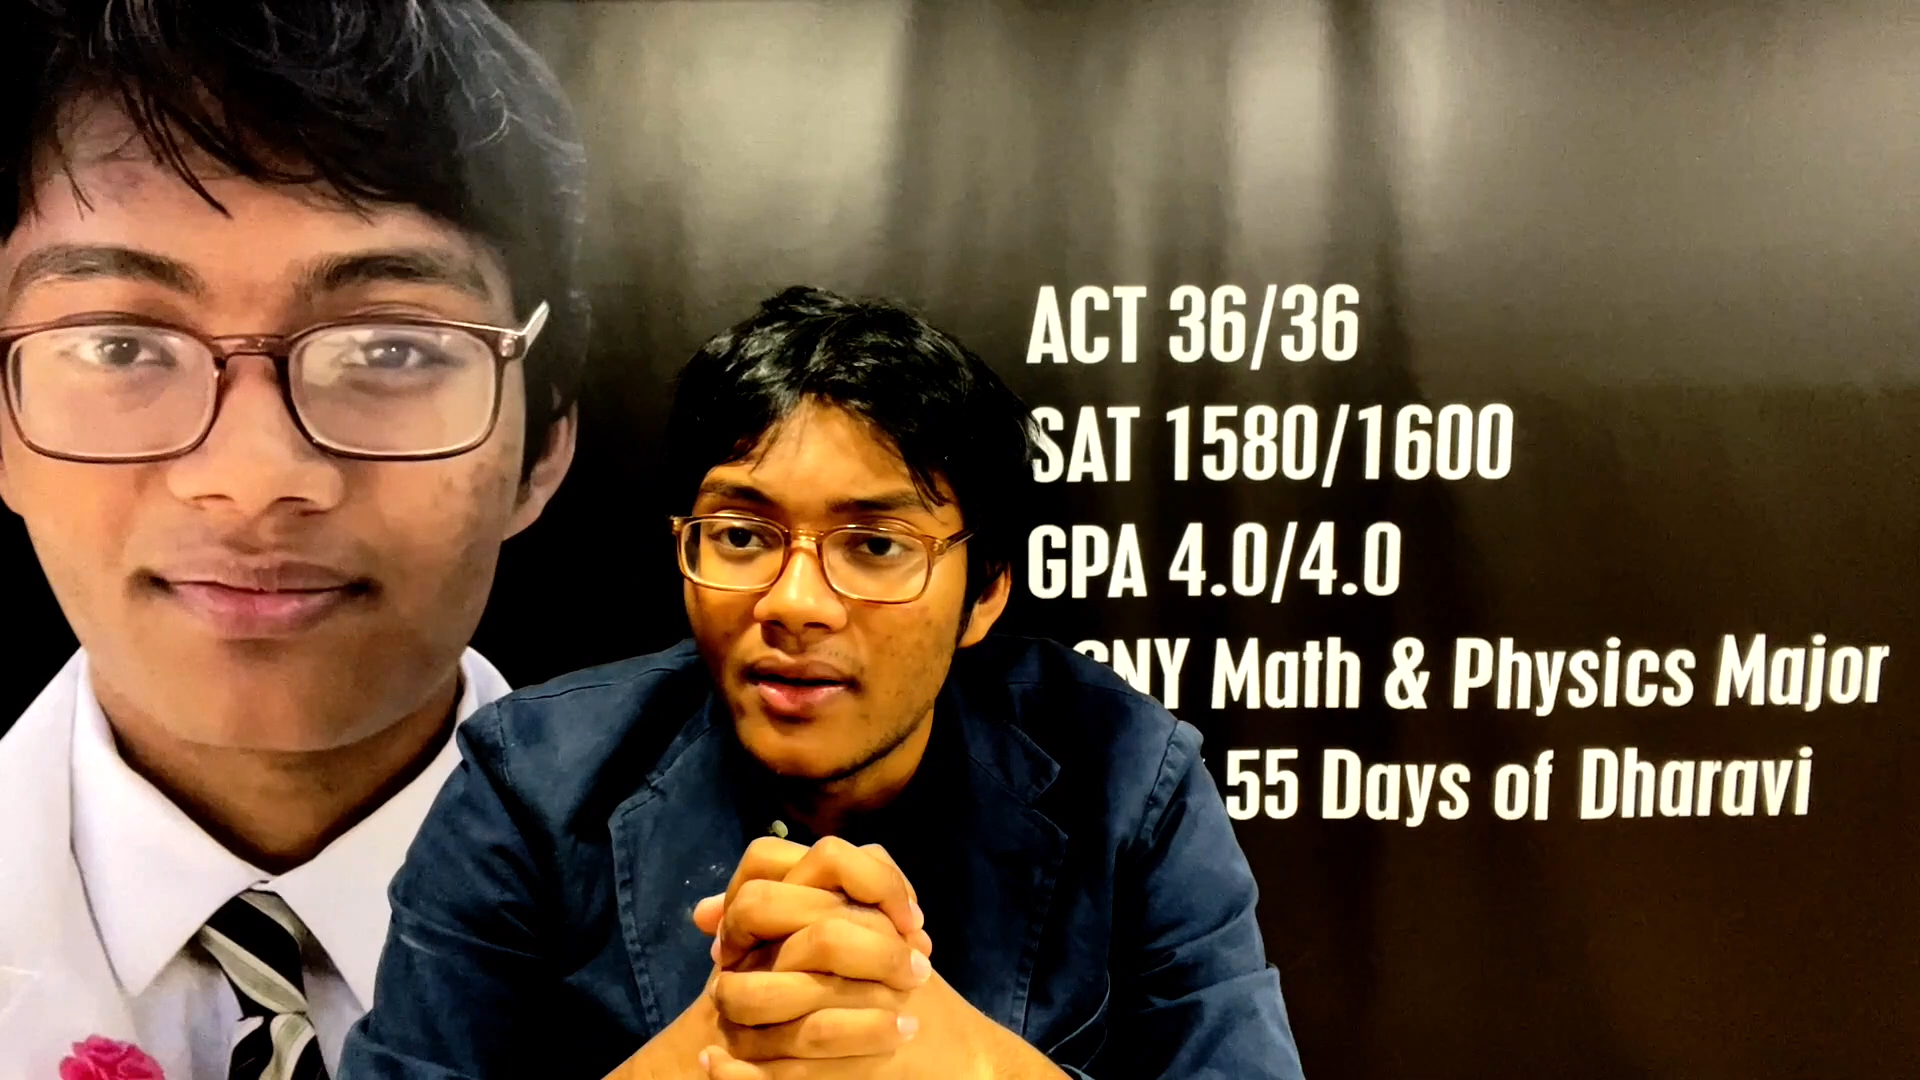 ACT 36/36
SAT 1580/1600
GPA 4.0/4.0
NY Math & Physics Major
55 Days of Dharavi